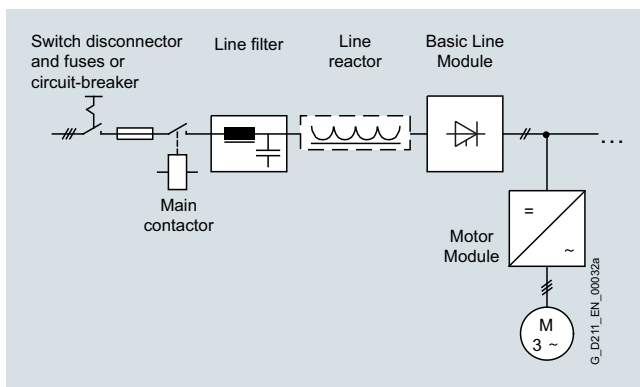 Switch disconnector
and fuses or
circuit-breaker
Line filter
Line
reactor
Basic Line
Module
Main
contactor
...
Motor
Module
=
~
M
3 ~
G_D211_EN_00032a